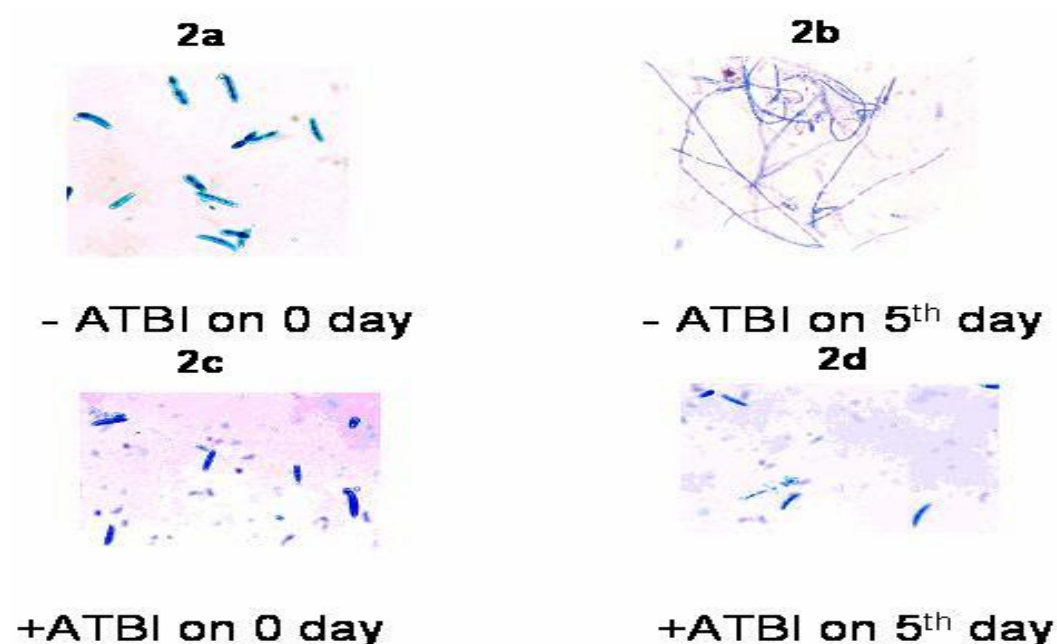 2a
2b
- ATBI on 0 day
- ATBI on 5th day
2c
2d
+ATBI on 0 day
+ATBI on 5th day